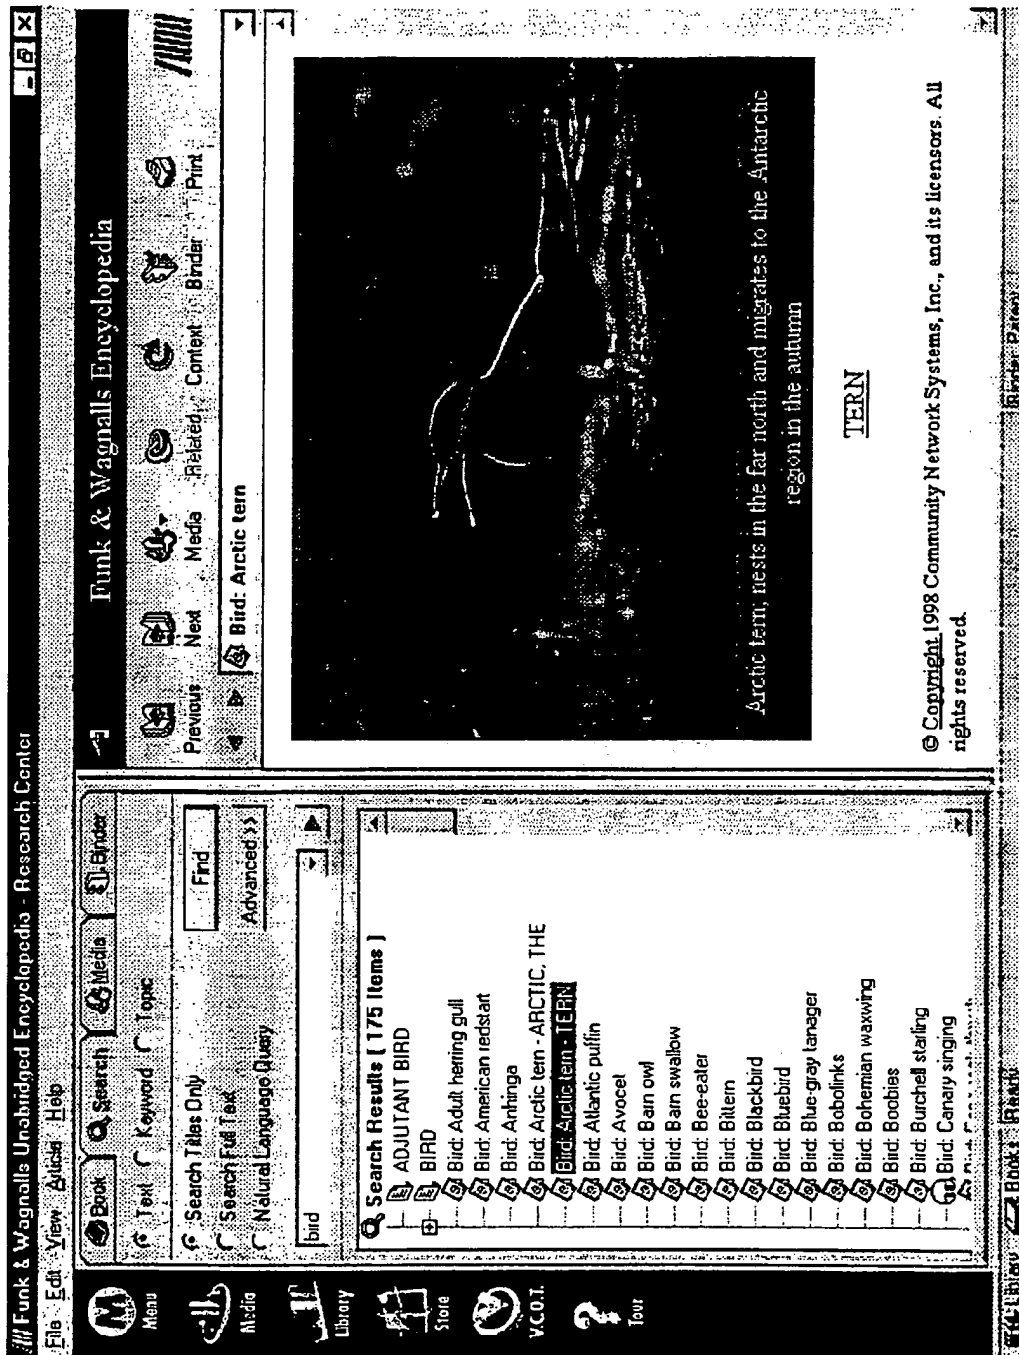 Funk & Wagnalls Unabridged Encyclopedia - Research Center
File Edit View Help
Menu
Media
Library
Store
V.C.O.T.
Tour
Book Search Media Binder
Text Keyword Topic
Search Titles Only
Search Full Text
Natural Language Query
Find
Advanced>>
bird
Search Results [ 175 Items ]
ADJUTANT BIRD
BIRD
Bird: Adult herring gull
Bird: American redstart
Bird: Anhinga
Bird: Arctic tern - ARCTIC, THE
Bird: Arctic tern - TERN
Bird: Atlantic puffin
Bird: Avocet
Bird: Barn owl
Bird: Barn swallow
Bird: Bee-eater
Bird: Bittern
Bird: Blackbird
Bird: Bluebird
Bird: Blue-gray tanager
Bird: Bobolinks
Bird: Bohemian waxwing
Bird: Boobies
Bird: Burchell starling
Bird: Canary singing
Funk & Wagnalls Encyclopedia
Previous Next Media Related Context Binder Print
Bird: Arctic tern
Arctic tern; nests in the far north and migrates to the Antarctic
region in the autumn
TERN
© Copyright 1998 Community Network Systems, Inc., and its licensors. All
rights reserved.
Library Books Ready